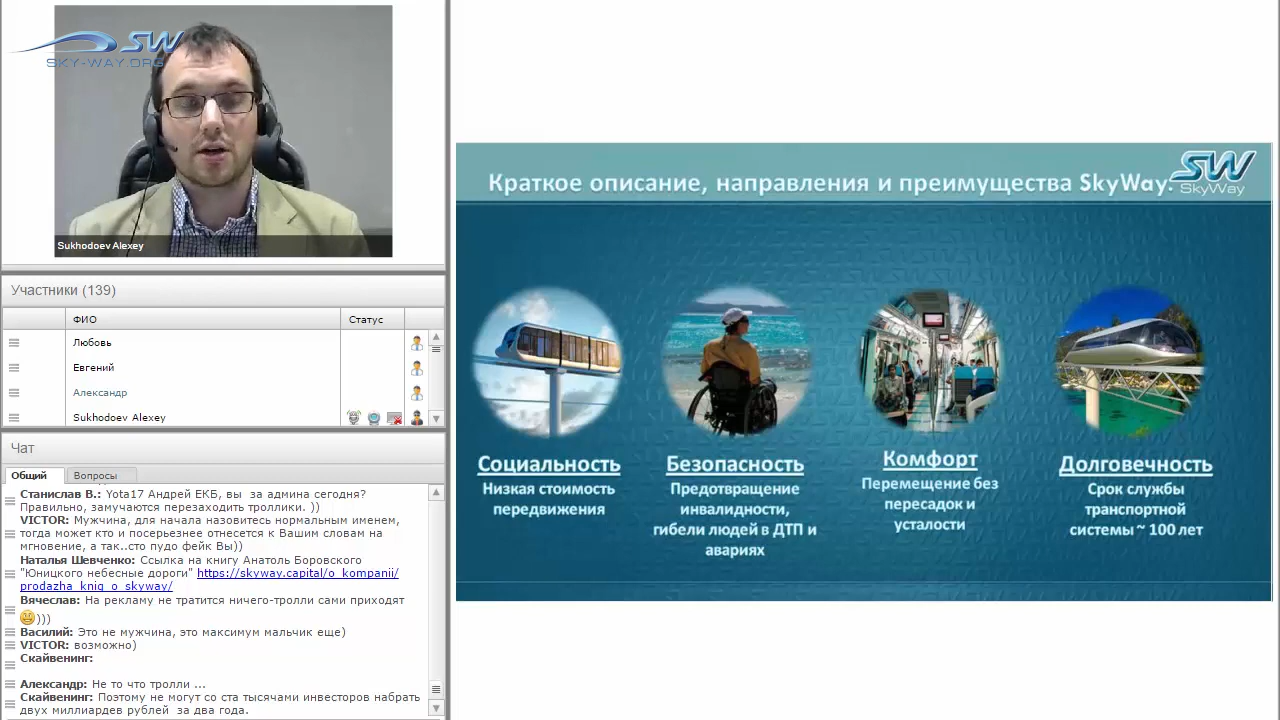 SW
SKY-WAY.ORG
Sukhodoev Alexey
Участники (139)
ФИО Статус
Любовь
Евгений
Александр
Sukhodoev Alexey
Чат
Общий Вопросы
Станислав В.: Yota17 Андрей ЕКБ, вы за админа сегодня?
Правильно, замучаются перебанитьдятройники. ))
VICTOR: Мужчина, для начала назовитесь нормальным именем,
тогда может кто и посерьезнее отнесется к Вашим словам на
мгновение, а так..сто пудо фейк Вы))
Наталья Шевченко: Ссылка на книгу Анатоль Боровского
"Юницкого небесные дороги" https://skyway.capital/o_kompanii/
prodazha_knig_o_skyway/
Вячеслав: На рекламу не тратится ничего-тролли сами приходят
)))
Василий: Это не мужчина, это максимум мальчик еще)
VICTOR: возможно)
Скайвенинг:
Александр: Не то что тролли ...
Скайвенинг: Поэтому не могут со ста тысячами инвесторов набрать
двух миллиардев рублей за два года.
Краткое описание, направления и преимущества SkyWay.
SW
SkyWay
Социальность
Низкая стоимость
передвижения
Безопасность
Предотвращение
инвалидности,
гибели людей в ДТП и
авариях
Комфорт
Перемещение без
пересадок и
усталости
Долговечность
Срок службы
транспортной
системы ~ 100 лет